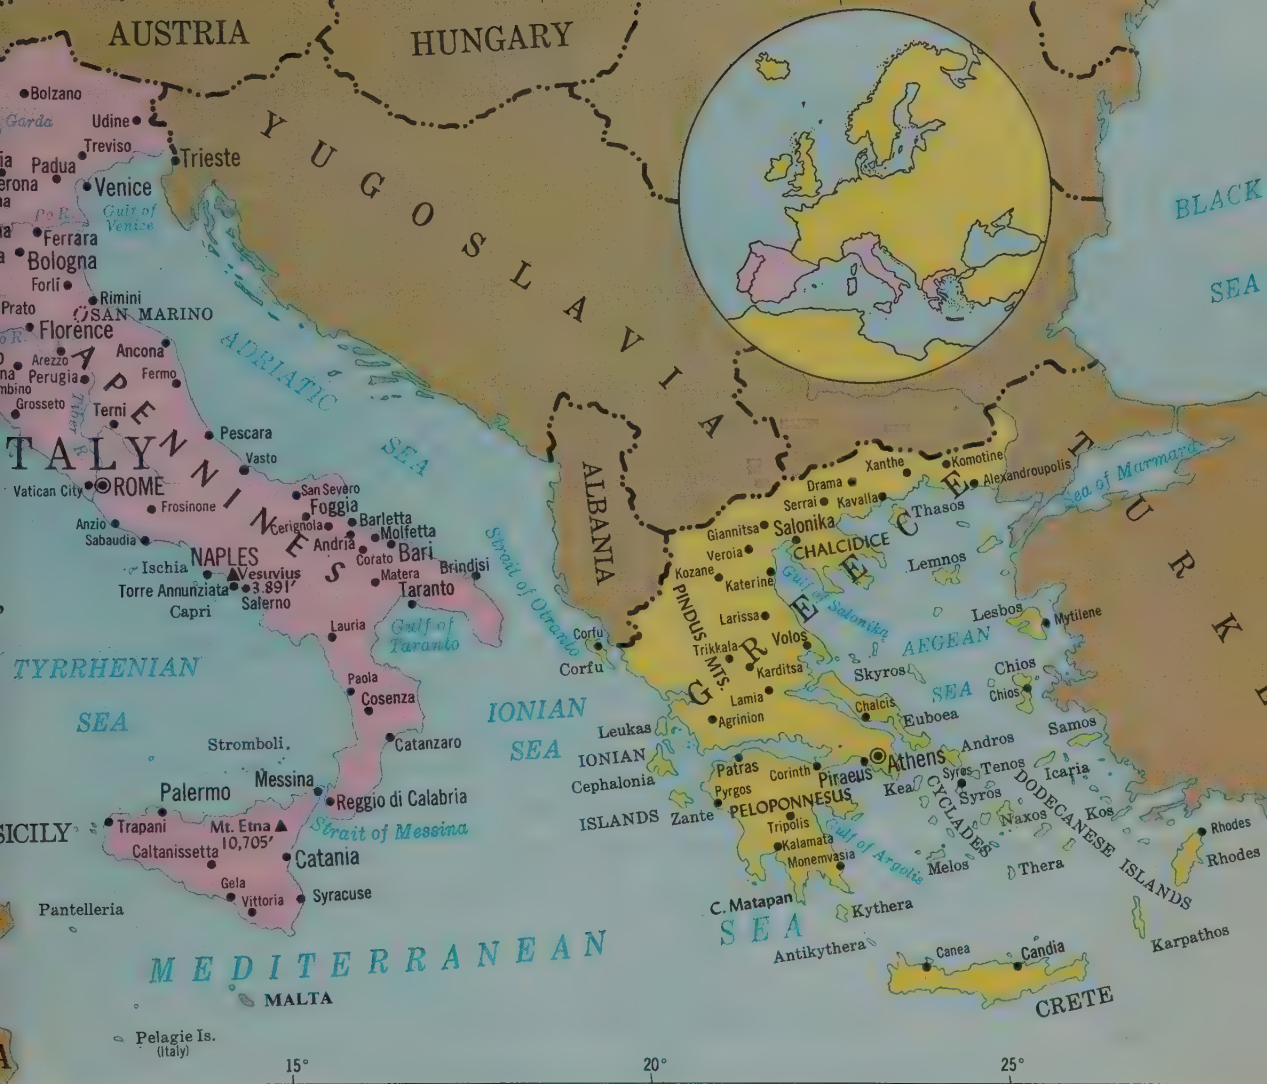 AUSTRIA
HUNGARY
YUGOSLAVIA
BLACK
SEA
Bolzano
Garda
Udine
Treviso
Padua
Trieste
Venice
Gulf of
Venice
Po R.
Ferrara
Bologna
Forlì
Rimini
SAN MARINO
Prato
Florence
Arezzo
Ancona
Perugia
Fermo
Grosseto
Terni
Tiber R.
APENNINES
ADRIATIC
SEA
TALY
Pescara
Vasto
Vatican City
ROME
Frosinone
San Severo
Foggia
Cerignola
Barletta
Molfetta
Andria
Corato
Bari
Anzio
Sabaudia
NAPLES
Ischia
Vesuvius
3,891′
Torre Annunziata
Capri
Salerno
Matera
Brindisi
Taranto
Lauria
Gulf of
Taranto
Strait of Otranto
ALBANIA
TYRRHENIAN
SEA
Paola
Cosenza
Catanzaro
Stromboli
Messina
Palermo
Reggio di Calabria
Strait of Messina
SICILY
Trapani
Mt. Etna
10,705′
Caltanissetta
Catania
Gela
Vittoria
Syracuse
Pantelleria
MEDITERRANEAN
SEA
MALTA
Pelagie Is.
(Italy)
IONIAN
SEA
Corfu
Corfu
Leukas
IONIAN
Cephalonia
ISLANDS
Zante
GREECE
Xanthe
Komotine
Alexandroupolis
Drama
Serrai
Kavalla
Thasos
Giannitsa
Salonika
Veroia
CHALCIDICE
Kozane
Katerine
Gulf of Salonika
PINDUS MTS.
Larissa
Trikkala
Volos
Karditsa
Lamia
Agrinion
Lemnos
Lesbos
Mytilene
AEGEAN
SEA
Skyros
Chios
Chios
Chalcis
Euboea
Athens
Piraeus
Patras
Corinth
Pyrgos
PELOPONNESUS
Tripolis
Kalamata
Monemvasia
Gulf of Argolis
C. Matapan
Kythera
Antikythera
Andros
Tenos
Syros
Syros
Kea
CYCLADES
Naxos
Melos
Thera
Samos
Icaria
Kos
DODECANESE ISLANDS
Rhodes
Rhodes
Karpathos
Canea
Candia
CRETE
Sea of Marmara
TURKE
15°
20°
25°